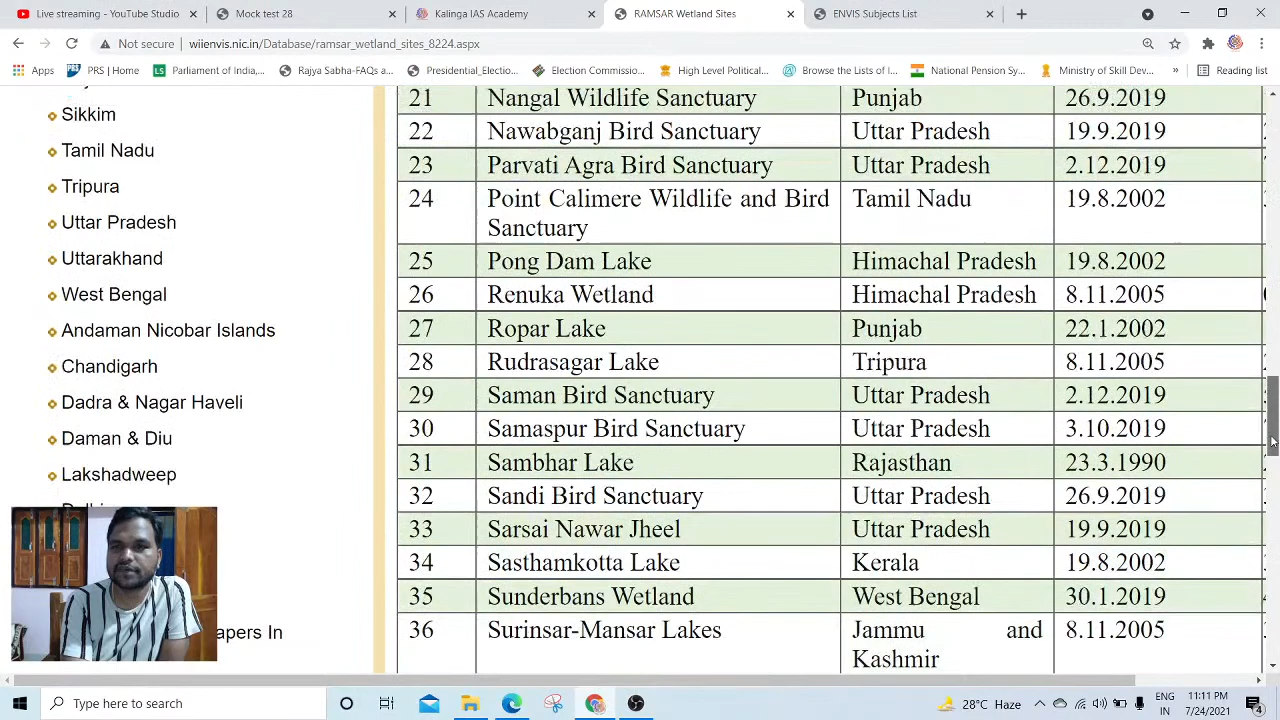 Live streaming - YouTube Studio
Mock test 28
Kalinga IAS Academy
RAMSAR Wetland Sites
ENVIS Subjects List
Not secure wiienvis.nic.in/Database/ramsar_wetland_sites_8224.aspx
Apps
PRS | Home
Parliament of India,...
Rajya Sabha-FAQs a...
Presidential_Electio...
Election Commissio...
High Level Political...
Browse the Lists of I...
National Pension Sy...
Ministry of Skill Dev...
»
Reading list
Sikkim
Tamil Nadu
Tripura
Uttar Pradesh
Uttarakhand
West Bengal
Andaman Nicobar Islands
Chandigarh
Dadra & Nagar Haveli
Daman & Diu
Lakshadweep
apers In
21 Nangal Wildlife Sanctuary Punjab 26.9.2019
22 Nawabganj Bird Sanctuary Uttar Pradesh 19.9.2019
23 Parvati Agra Bird Sanctuary Uttar Pradesh 2.12.2019
24 Point Calimere Wildlife and Bird Tamil Nadu 19.8.2002
Sanctuary
25 Pong Dam Lake Himachal Pradesh 19.8.2002
26 Renuka Wetland Himachal Pradesh 8.11.2005
27 Ropar Lake Punjab 22.1.2002
28 Rudrasagar Lake Tripura 8.11.2005
29 Saman Bird Sanctuary Uttar Pradesh 2.12.2019
30 Samaspur Bird Sanctuary Uttar Pradesh 3.10.2019
31 Sambhar Lake Rajasthan 23.3.1990
32 Sandi Bird Sanctuary Uttar Pradesh 26.9.2019
33 Sarsai Nawar Jheel Uttar Pradesh 19.9.2019
34 Sasthamkotta Lake Kerala 19.8.2002
35 Sunderbans Wetland West Bengal 30.1.2019
36 Surinsar-Mansar Lakes Jammu and 8.11.2005
Kashmir
Type here to search
28°C Haze
ENG
IN
11:11 PM
7/24/2021
4